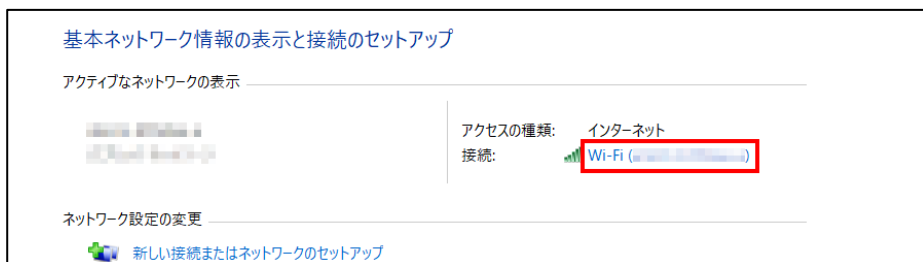 基本ネットワーク情報の表示と接続のセットアップ
アクティブなネットワークの表示
アクセスの種類: インターネット
接続: Wi-Fi ( )
ネットワーク設定の変更
新しい接続またはネットワークのセットアップ